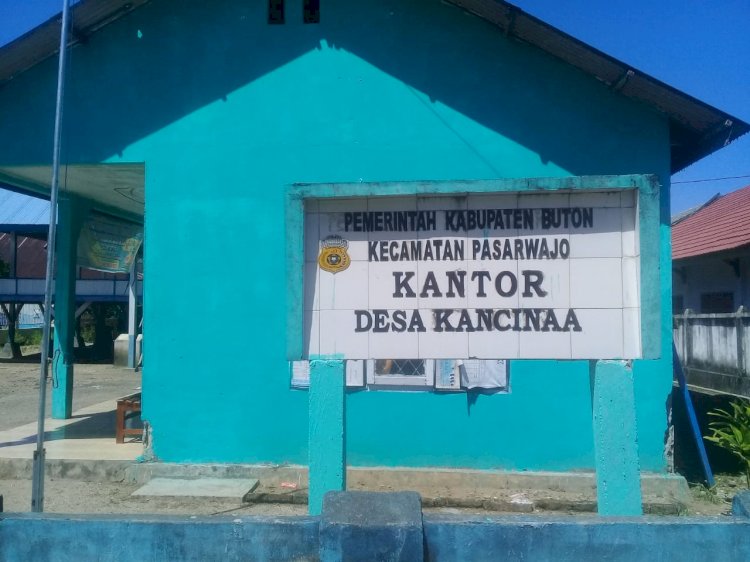 PEMERINTAH KABUPATEN BUTON
KECAMATAN PASARWAJO
KANTOR
DESA KANCINAA